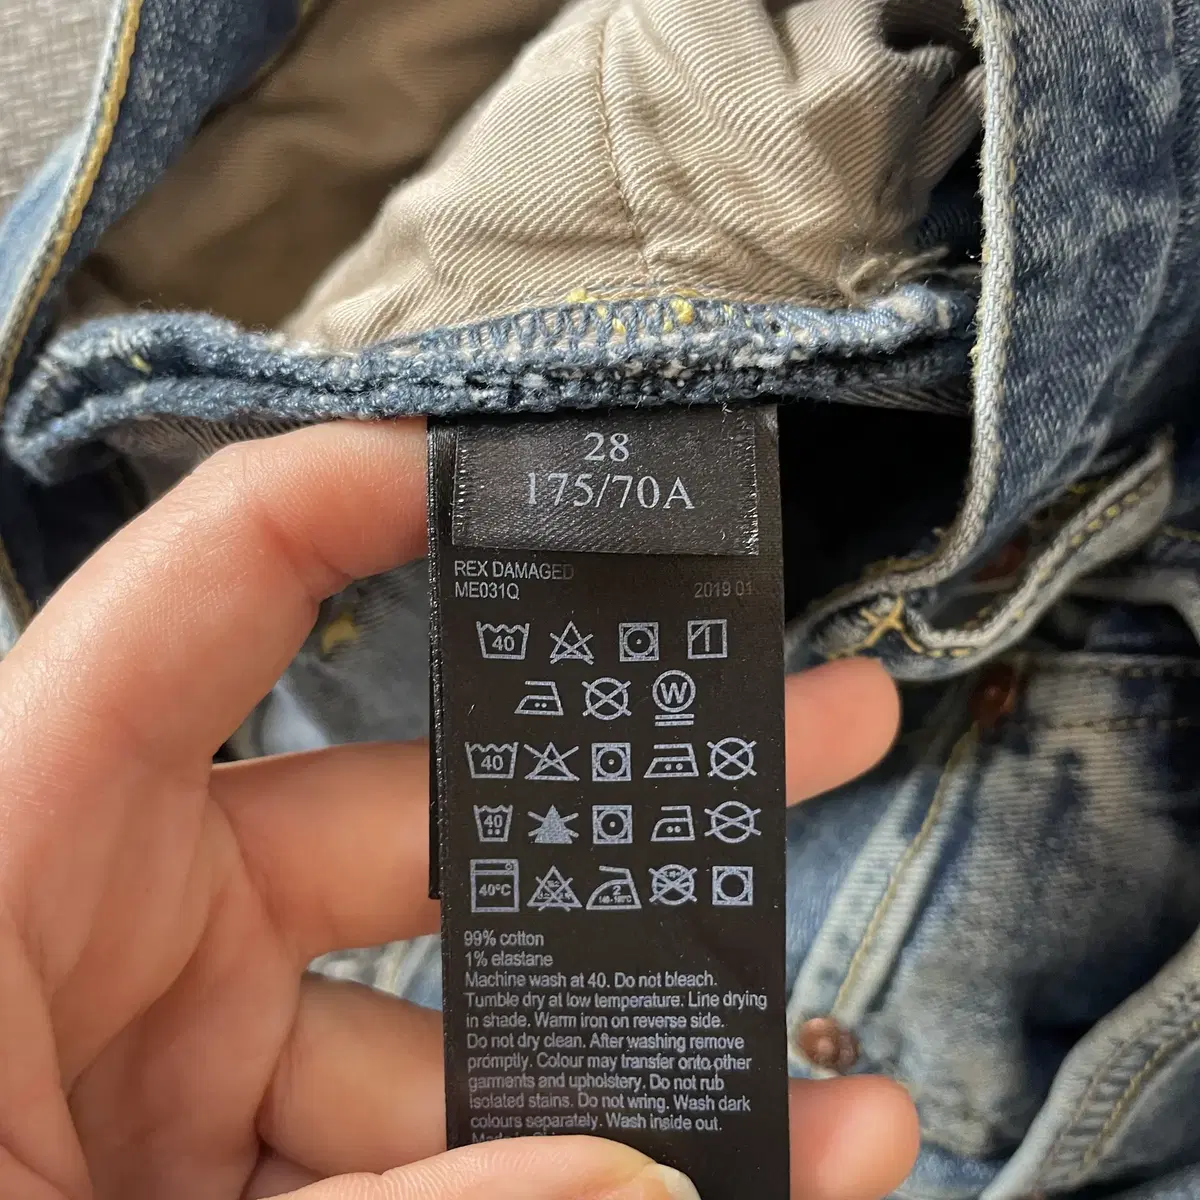 28
175/70A
REX DAMAGED
ME031Q 2019 01
40
W
40
40
40°C 2
99% cotton
1% elastane
Machine wash at 40. Do not bleach.
Tumble dry at low temperature. Line drying
in shade. Warm iron on reverse side.
Do not dry clean. After washing remove
promptly. Colour may transfer onto other
garments and upholstery. Do not rub
isolated stains. Do not wring. Wash dark
colours separately. Wash inside out.